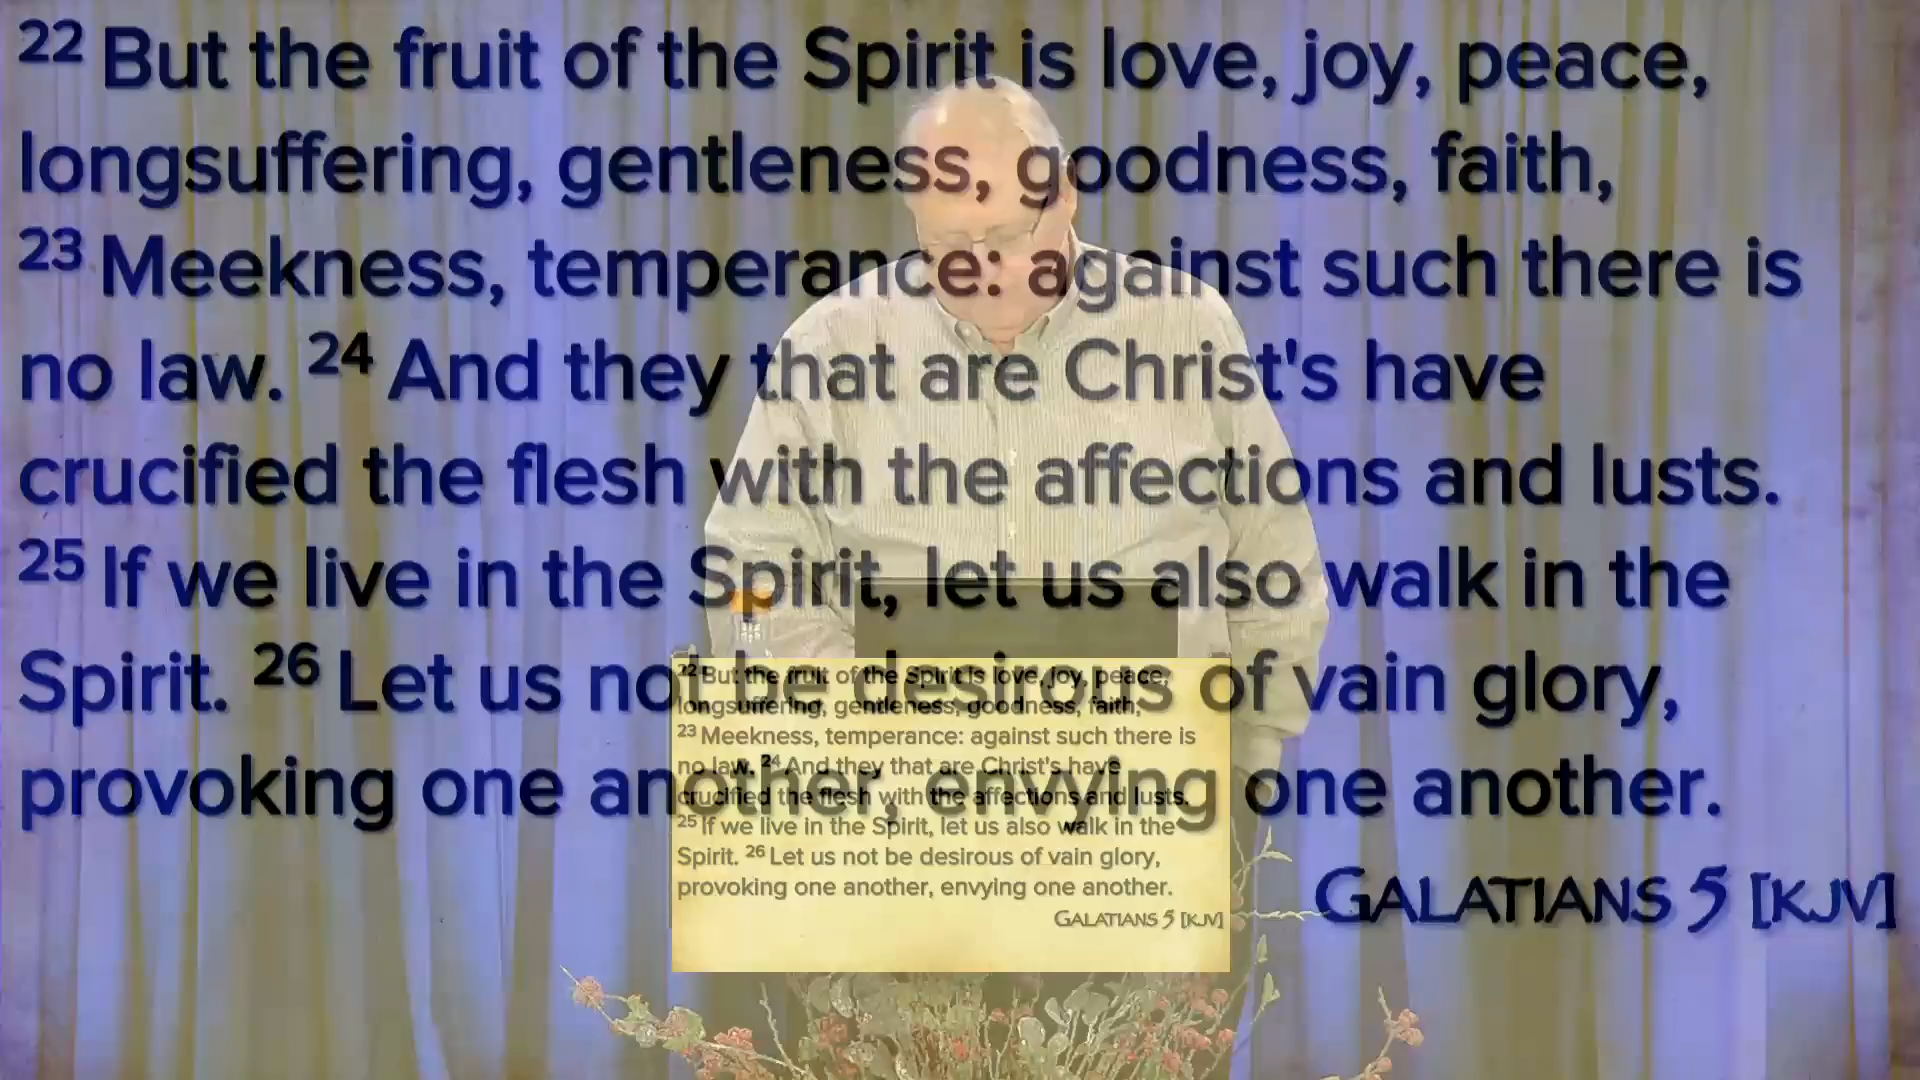 22 But the fruit of the Spirit is love, joy, peace,
longsuffering, gentleness, goodness, faith,
23 Meekness, temperance: against such there is
no law. 24 And they that are Christ's have
crucified the flesh with the affections and lusts.
25 If we live in the Spirit, let us also walk in the
Spirit. 26 Let us not be desirous of vain glory,
provoking one another, envying one another.
GALATIANS 5 [KJV]
22 But the fruit of the Spirit is love, joy, peace,
longsuffering, gentleness, goodness, faith,
23 Meekness, temperance: against such there is
no law. 24 And they that are Christ's have
crucified the flesh with the affections and lusts.
25 If we live in the Spirit, let us also walk in the
Spirit. 26 Let us not be desirous of vain glory,
provoking one another, envying one another.
GALATIANS 5 [KJV]